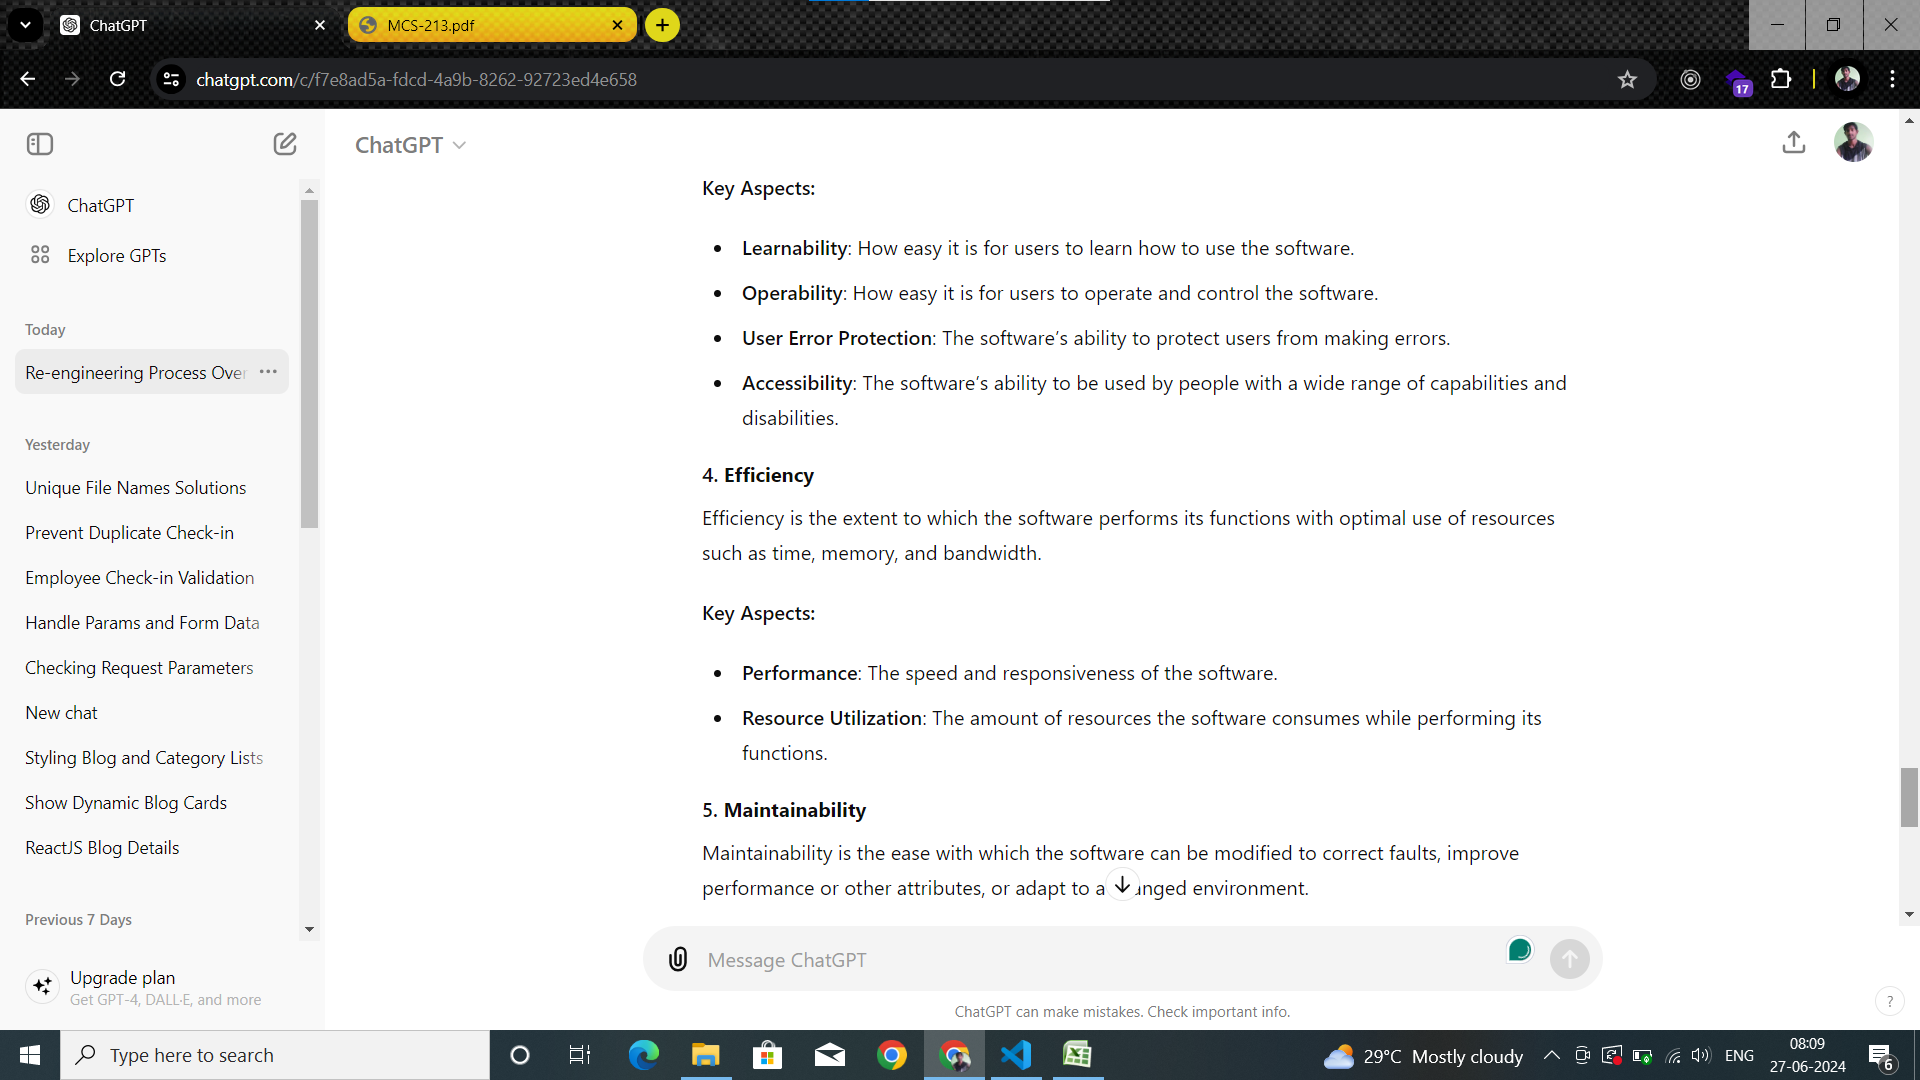 ChatGPT
MCS-213.pdf
chatgpt.com/c/f7e8ad5a-fdcd-4a9b-8262-92723ed4e658
17
ChatGPT
Explore GPTs
Today
Re-engineering Process Over
Yesterday
Unique File Names Solutions
Prevent Duplicate Check-in
Employee Check-in Validation
Handle Params and Form Data
Checking Request Parameters
New chat
Styling Blog and Category Lists
Show Dynamic Blog Cards
ReactJS Blog Details
Previous 7 Days
Upgrade plan
Get GPT-4, DALL·E, and more
ChatGPT
Key Aspects:
• Learnability: How easy it is for users to learn how to use the software.
• Operability: How easy it is for users to operate and control the software.
• User Error Protection: The software’s ability to protect users from making errors.
• Accessibility: The software’s ability to be used by people with a wide range of capabilities and
disabilities.
4. Efficiency
Efficiency is the extent to which the software performs its functions with optimal use of resources
such as time, memory, and bandwidth.
Key Aspects:
• Performance: The speed and responsiveness of the software.
• Resource Utilization: The amount of resources the software consumes while performing its
functions.
5. Maintainability
Maintainability is the ease with which the software can be modified to correct faults, improve
performance or other attributes, or adapt to a anged environment.
Message ChatGPT
ChatGPT can make mistakes. Check important info.
?
Type here to search
29°C Mostly cloudy
ENG
08:09
27-06-2024
6